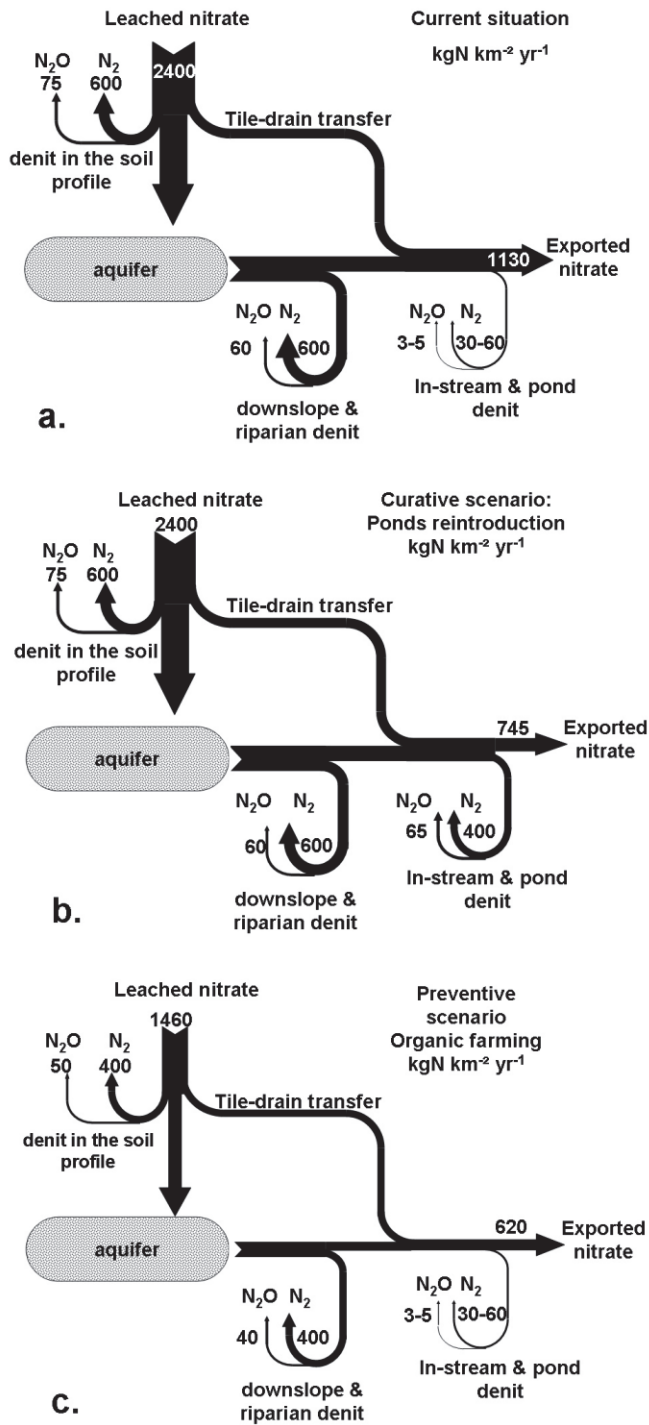 Leached nitrate
Current situation
kgN km⁻² yr⁻¹
N₂O N₂
75 600
2400
Tile-drain transfer
denit in the soil
profile
aquifer
1130
Exported
nitrate
N₂O N₂
60 600
N₂O N₂
3-5 30-60
downslope &
riparian denit
In-stream & pond
denit
a.
Leached nitrate
2400
Curative scenario:
Ponds reintroduction
kgN km⁻² yr⁻¹
N₂O N₂
75 600
Tile-drain transfer
denit in the soil
profile
745
Exported
nitrate
aquifer
N₂O N₂
60 600
N₂O N₂
65 400
downslope &
riparian denit
In-stream & pond
denit
b.
Leached nitrate
1460
Preventive
scenario
Organic farming
kgN km⁻² yr⁻¹
N₂O N₂
50 400
Tile-drain transfer
denit in the soil
profile
620
Exported
nitrate
aquifer
N₂O N₂
40 400
N₂O N₂
3-5 30-60
downslope &
riparian denit
In-stream & pond
denit
c.